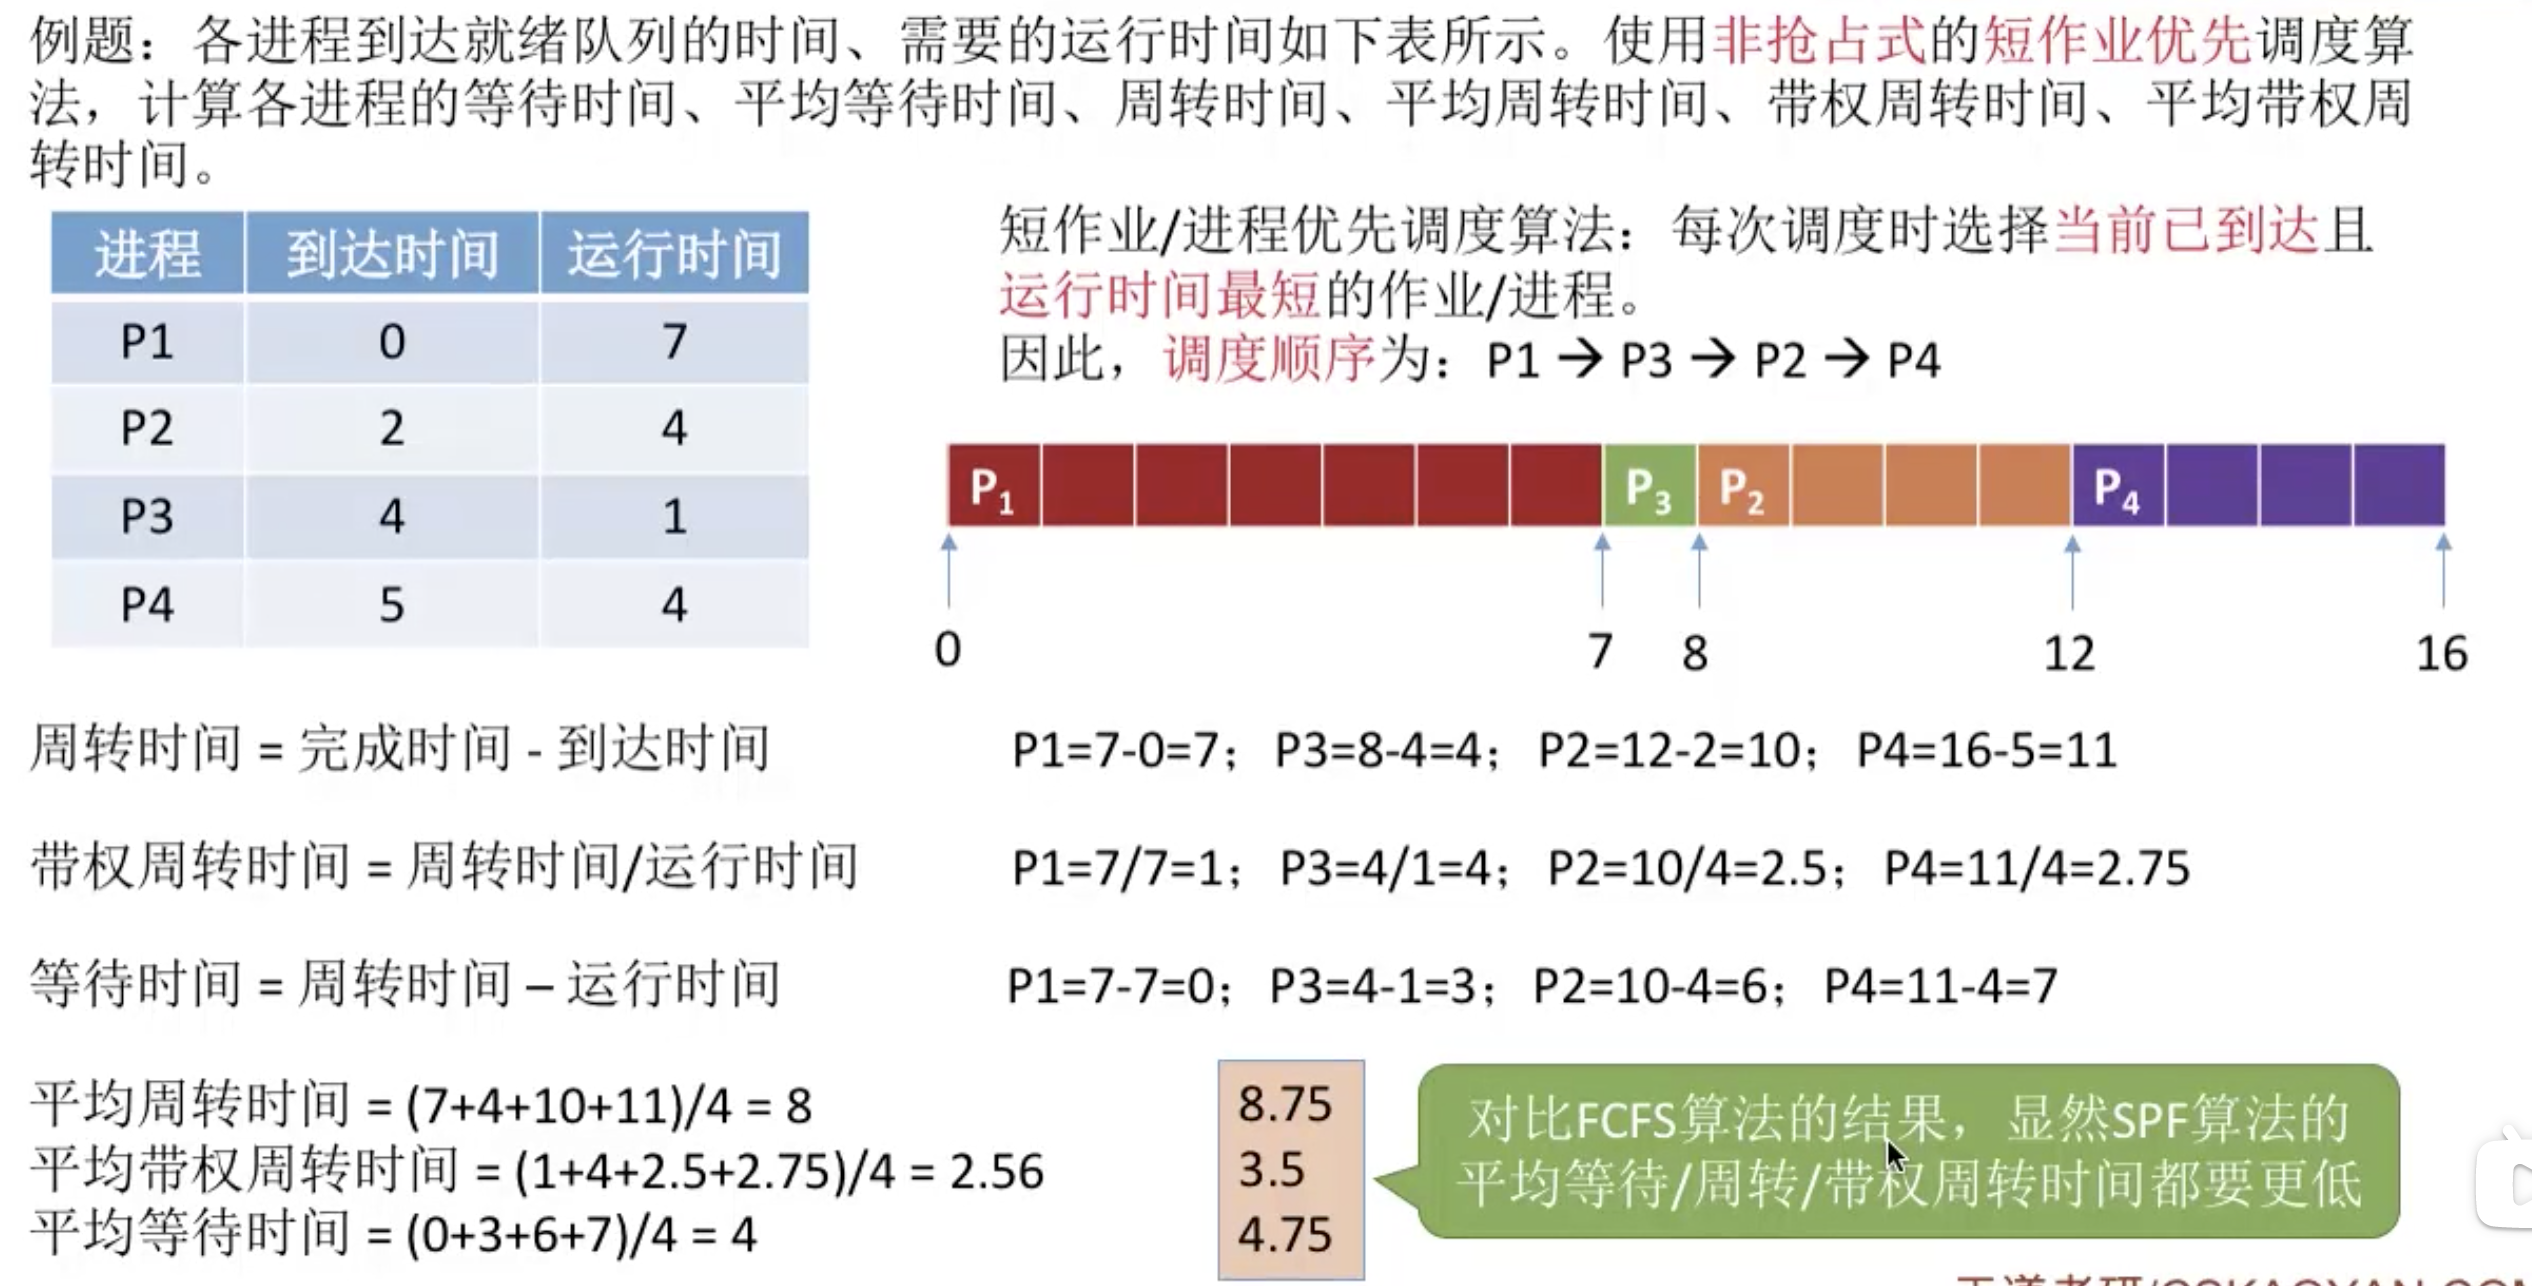 例题：各进程到达就绪队列的时间、需要的运行时间如下表所示。使用非抢占式的短作业优先调度算
法，计算各进程的等待时间、平均等待时间、周转时间、平均周转时间、带权周转时间、平均带权周
转时间。
进程 到达时间 运行时间
P1 0 7
P2 2 4
P3 4 1
P4 5 4
短作业/进程优先调度算法：每次调度时选择当前已到达且
运行时间最短的作业/进程。
因此，调度顺序为：P1 → P3 → P2 → P4
P1 P3 P2 P4
0 7 8 12 16
周转时间 = 完成时间 - 到达时间
P1=7-0=7；P3=8-4=4；P2=12-2=10；P4=16-5=11
带权周转时间 = 周转时间/运行时间
P1=7/7=1；P3=4/1=4；P2=10/4=2.5；P4=11/4=2.75
等待时间 = 周转时间 – 运行时间
P1=7-7=0；P3=4-1=3；P2=10-4=6；P4=11-4=7
平均周转时间 = (7+4+10+11)/4 = 8
平均带权周转时间 = (1+4+2.5+2.75)/4 = 2.56
平均等待时间 = (0+3+6+7)/4 = 4
8.75
3.5
4.75
对比FCFS算法的结果，显然SPF算法的
平均等待/周转/带权周转时间都要更低